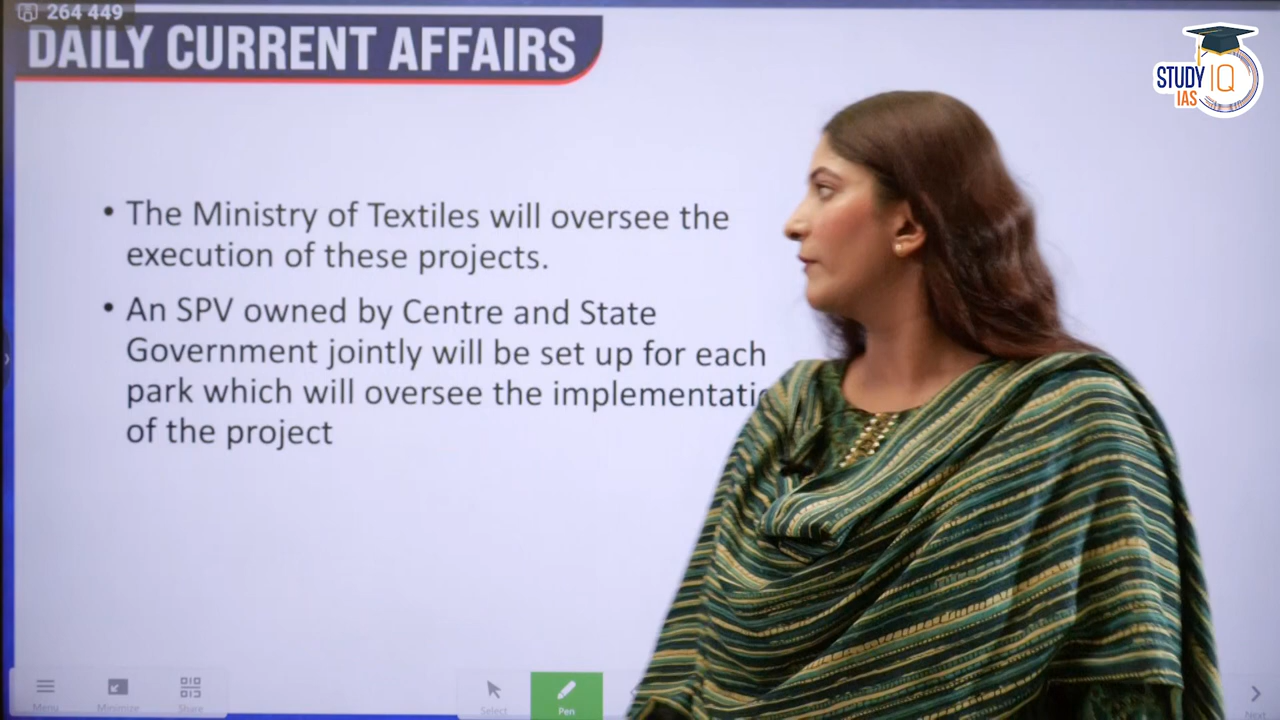 264 449
DAILY CURRENT AFFAIRS
STUDY IQ
IAS
• The Ministry of Textiles will oversee the
execution of these projects.
• An SPV owned by Centre and State
Government jointly will be set up for each
park which will oversee the implementatio
of the project
Menu
Minimize
Share
Select
Pen
Next